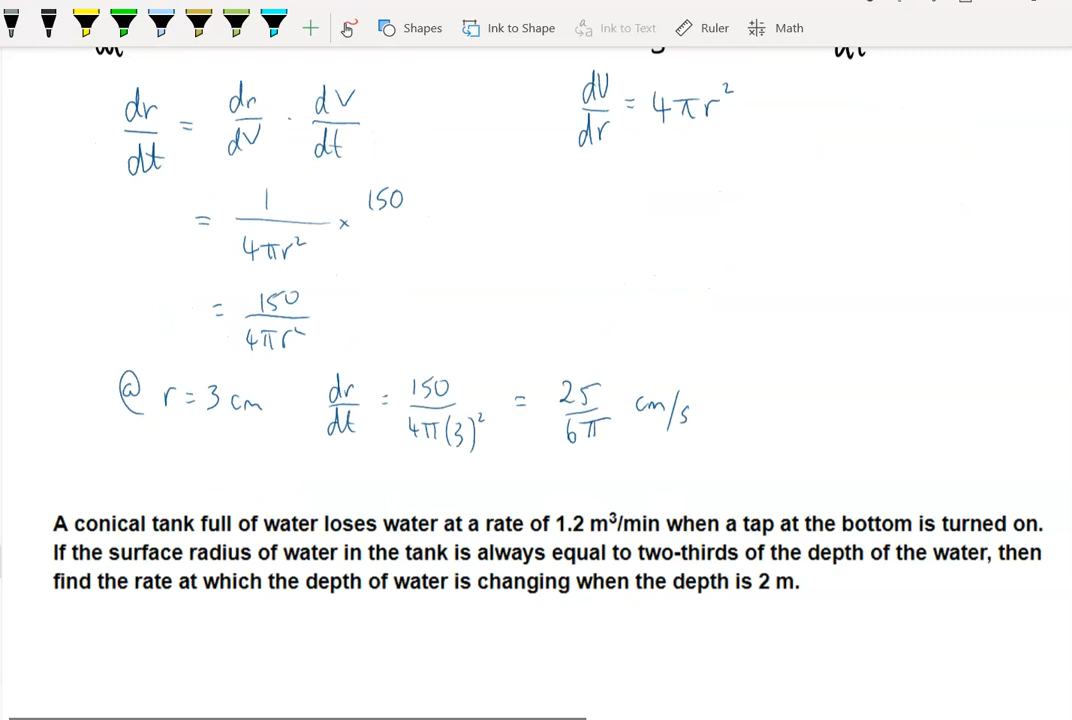 Shapes Ink to Shape Ink to Text Ruler Math
dr/dt = dr/dV · dV/dt
dV/dr = 4πr²
= 1/4πr² × 150
= 150/4πr²
@ r = 3 cm dr/dt = 150/4π(3)² = 25/6π cm/s
A conical tank full of water loses water at a rate of 1.2 m³/min when a tap at the bottom is turned on.
If the surface radius of water in the tank is always equal to two-thirds of the depth of the water, then
find the rate at which the depth of water is changing when the depth is 2 m.